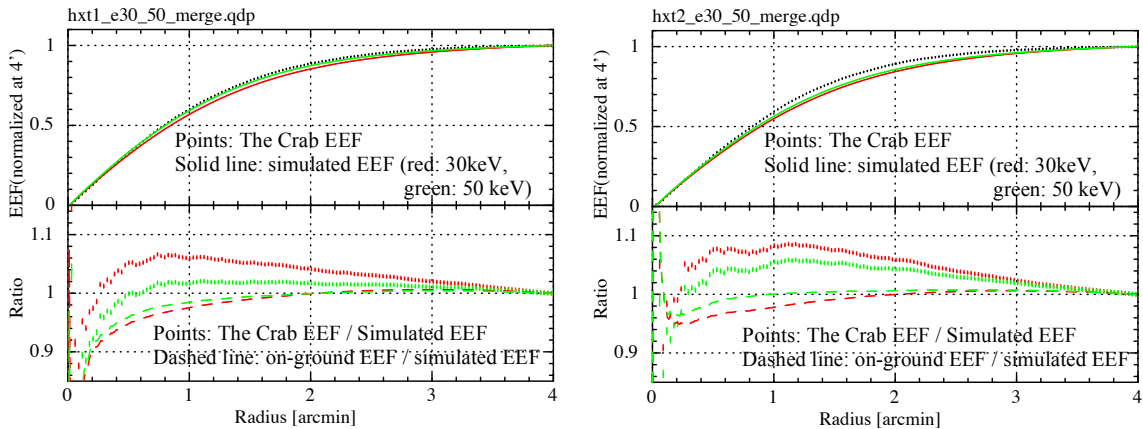 hxt1_e30_50_merge.qdp
EEF(normalized at 4')
1
0.5
0
Points: The Crab EEF
Solid line: simulated EEF (red: 30keV,
green: 50 keV)
Ratio
1.1
1
0.9
Points: The Crab EEF / Simulated EEF
Dashed line: on-ground EEF / simulated EEF
0 1 2 3 4
Radius [arcmin]
hxt2_e30_50_merge.qdp
EEF(normalized at 4')
1
0.5
0
Points: The Crab EEF
Solid line: simulated EEF (red: 30keV,
green: 50 keV)
Ratio
1.1
1
0.9
Points: The Crab EEF / Simulated EEF
Dashed line: on-ground EEF / simulated EEF
0 1 2 3 4
Radius [arcmin]